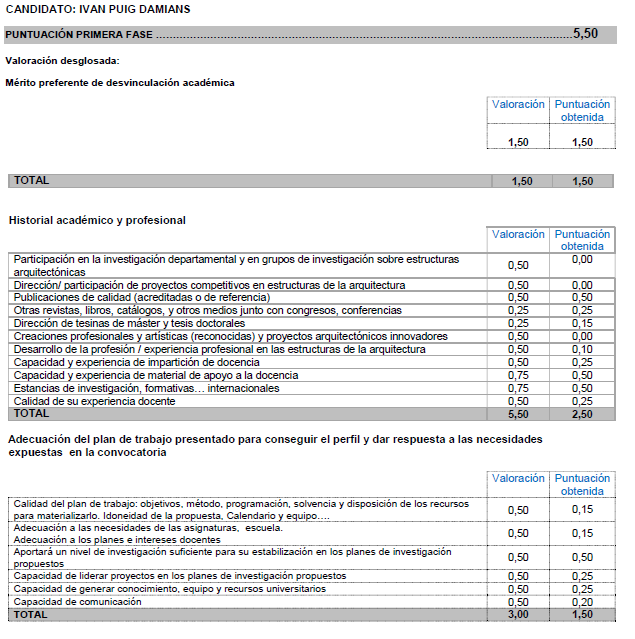 CANDIDATO: IVAN PUIG DAMIANS
PUNTUACIÓN PRIMERA FASE ........................................................................................................5,50
Valoración desglosada:
Mérito preferente de desvinculación académica
Valoración Puntuación
obtenida
1,50 1,50
TOTAL 1,50 1,50
Historial académico y profesional
Valoración Puntuación
obtenida
Participación en la investigación departamental y en grupos de investigación sobre estructuras
arquitectónicas 0,50 0,00
Dirección/ participación de proyectos competitivos en estructuras de la arquitectura 0,50 0,00
Publicaciones de calidad (acreditadas o de referencia) 0,50 0,50
Otras revistas, libros, catálogos, y otros medios junto con congresos, conferencias 0,25 0,25
Dirección de tesinas de máster y tesis doctorales 0,25 0,15
Creaciones profesionales y artísticas (reconocidas) y proyectos arquitectónicos innovadores 0,50 0,00
Desarrollo de la profesión / experiencia profesional en las estructuras de la arquitectura 0,50 0,10
Capacidad y experiencia de impartición de docencia 0,50 0,25
Capacidad y experiencia de material de apoyo a la docencia 0,75 0,50
Estancias de investigación, formativas… internacionales 0,75 0,50
Calidad de su experiencia docente 0,50 0,25
TOTAL 5,50 2,50
Adecuación del plan de trabajo presentado para conseguir el perfil y dar respuesta a las necesidades
expuestas en la convocatoria
Valoración Puntuación
obtenida
Calidad del plan de trabajo: objetivos, método, programación, solvencia y disposición de los recursos
para materializarlo. Idoneidad de la propuesta, Calendario y equipo…. 0,50 0,15
Adecuación a las necesidades de las asignaturas, escuela.
Adecuación a los planes e intereses docentes 0,50 0,15
Aportará un nivel de investigación suficiente para su estabilización en los planes de investigación
propuestos 0,50 0,50
Capacidad de liderar proyectos en los planes de investigación propuestos 0,50 0,25
Capacidad de generar conocimiento, equipo y recursos universitarios 0,50 0,25
Capacidad de comunicación 0,50 0,20
TOTAL 3,00 1,50